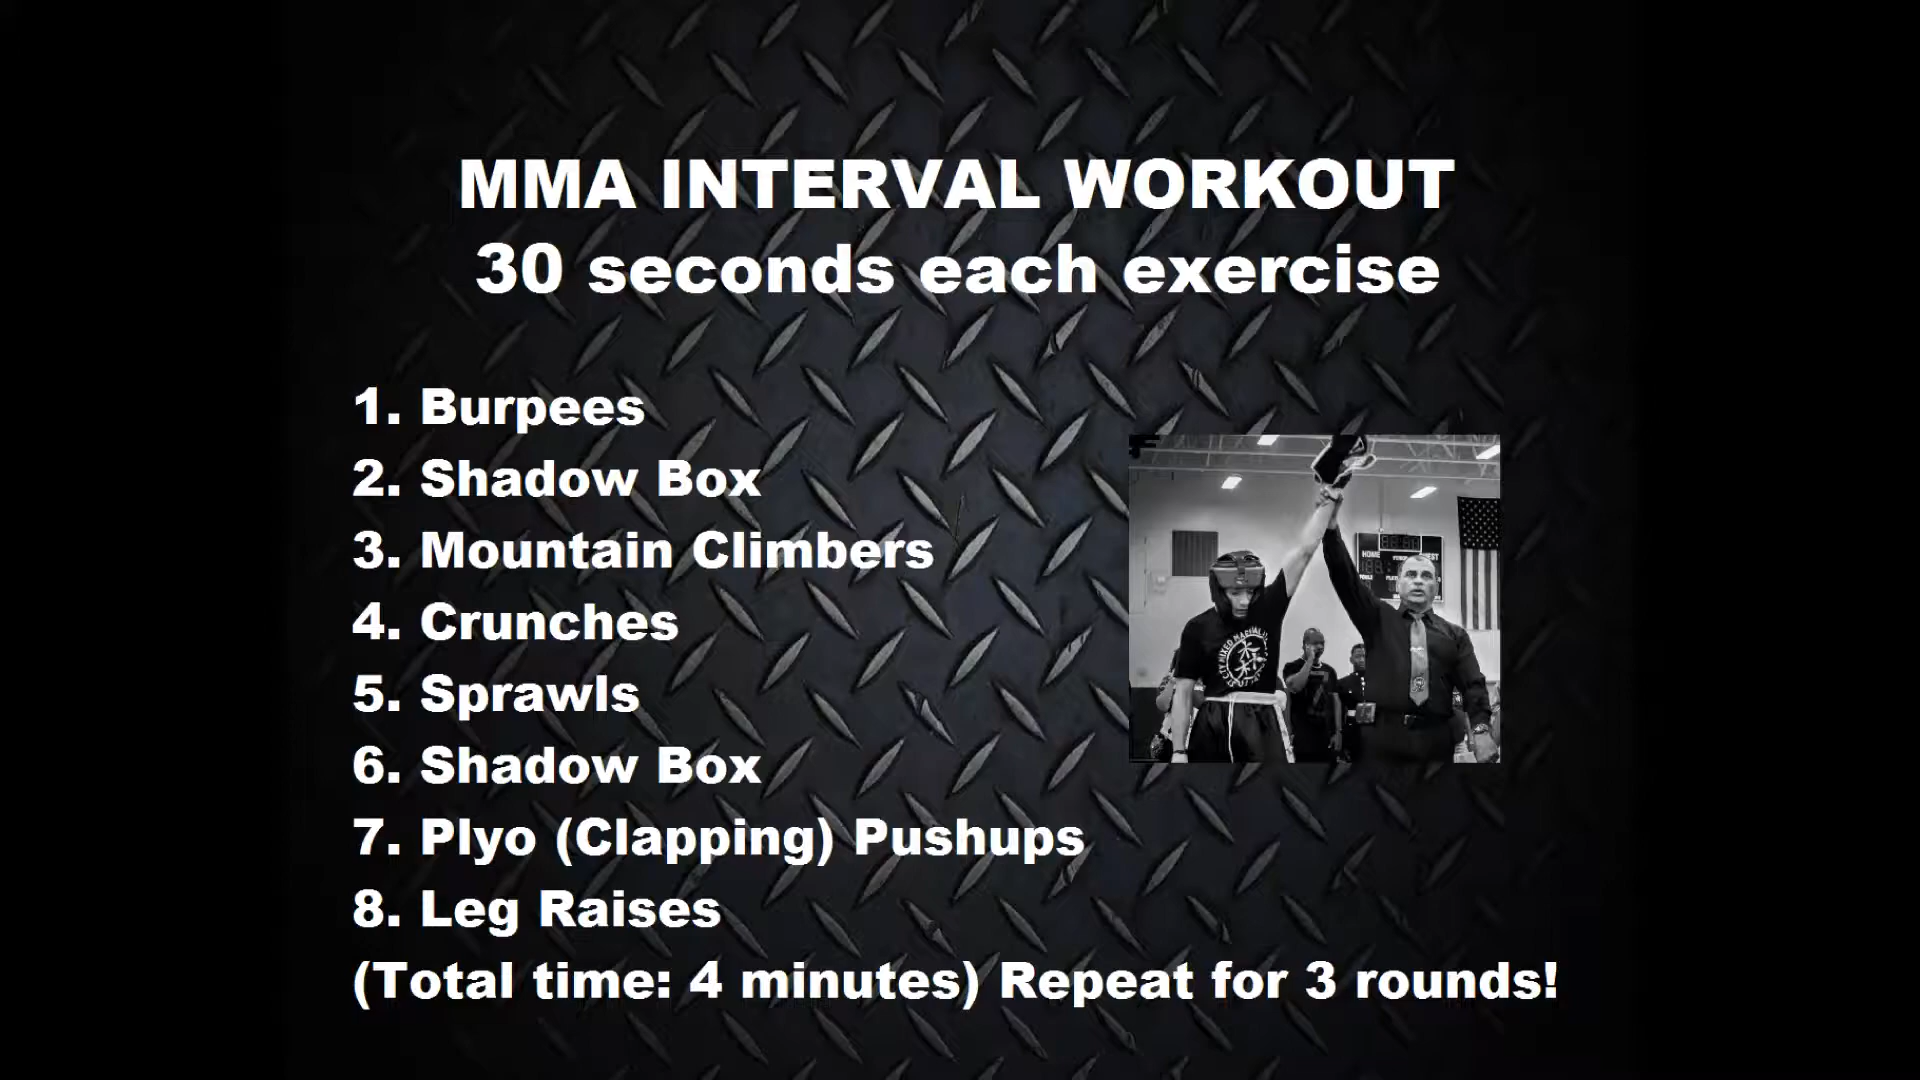 MMA INTERVAL WORKOUT
30 seconds each exercise
1. Burpees
2. Shadow Box
3. Mountain Climbers
4. Crunches
5. Sprawls
6. Shadow Box
7. Plyo (Clapping) Pushups
8. Leg Raises
(Total time: 4 minutes) Repeat for 3 rounds!
HOME